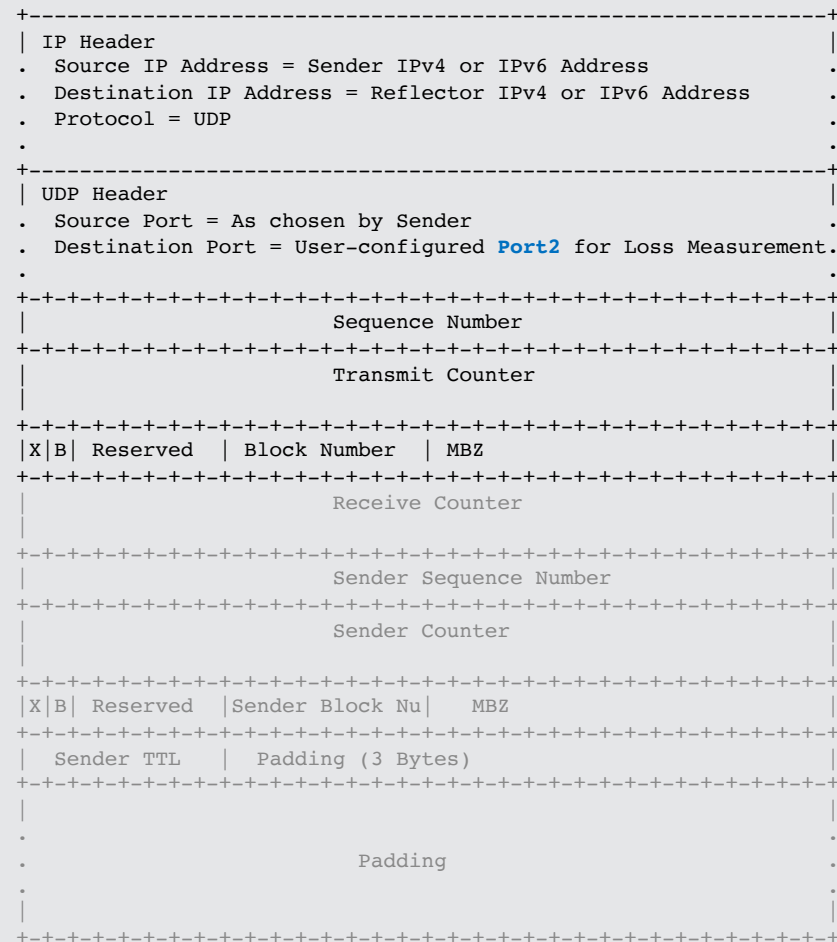 +---------------------------------------------------------------+
| IP Header                                                     |
.  Source IP Address = Sender IPv4 or IPv6 Address              .
.  Destination IP Address = Reflector IPv4 or IPv6 Address      .
.  Protocol = UDP                                               .
.                                                               .
+---------------------------------------------------------------+
| UDP Header                                                    |
.  Source Port = As chosen by Sender                            .
.  Destination Port = User-configured Port2 for Loss Measurement.
.                                                               .
+-+-+-+-+-+-+-+-+-+-+-+-+-+-+-+-+-+-+-+-+-+-+-+-+-+-+-+-+-+-+-+-+
|                        Sequence Number                        |
+-+-+-+-+-+-+-+-+-+-+-+-+-+-+-+-+-+-+-+-+-+-+-+-+-+-+-+-+-+-+-+-+
|                        Transmit Counter                       |
|                                                               |
+-+-+-+-+-+-+-+-+-+-+-+-+-+-+-+-+-+-+-+-+-+-+-+-+-+-+-+-+-+-+-+-+
|X|B| Reserved  | Block Number  | MBZ                           |
+-+-+-+-+-+-+-+-+-+-+-+-+-+-+-+-+-+-+-+-+-+-+-+-+-+-+-+-+-+-+-+-+
|                        Receive Counter                        |
|                                                               |
+-+-+-+-+-+-+-+-+-+-+-+-+-+-+-+-+-+-+-+-+-+-+-+-+-+-+-+-+-+-+-+-+
|                        Sender Sequence Number                 |
+-+-+-+-+-+-+-+-+-+-+-+-+-+-+-+-+-+-+-+-+-+-+-+-+-+-+-+-+-+-+-+-+
|                        Sender Counter                         |
|                                                               |
+-+-+-+-+-+-+-+-+-+-+-+-+-+-+-+-+-+-+-+-+-+-+-+-+-+-+-+-+-+-+-+-+
|X|B| Reserved  |Sender Block Nu|   MBZ                         |
+-+-+-+-+-+-+-+-+-+-+-+-+-+-+-+-+-+-+-+-+-+-+-+-+-+-+-+-+-+-+-+-+
|  Sender TTL   |  Padding (3 Bytes)
+-+-+-+-+-+-+-+-+-+-+-+-+-+-+-+-+-+-+-+-+-+-+-+-+-+-+-+-+-+-+-+-+
|                                                               |
.                                                               .
.                          Padding                              .
.                                                               .
|                                                               |
+-+-+-+-+-+-+-+-+-+-+-+-+-+-+-+-+-+-+-+-+-+-+-+-+-+-+-+-+-+-+-+-+